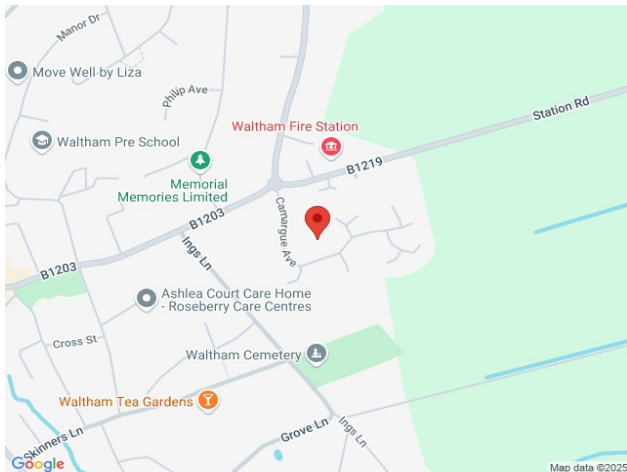 Manor Dr
Move Well by Liza
Philip Ave
Waltham Pre School
Waltham Fire Station
Station Rd
B1219
Memorial
Memories Limited
B1203
Camargue Ave
Ings Ln
B1203
Ashlea Court Care Home
- Roseberry Care Centres
Cross St
Waltham Cemetery
Waltham Tea Gardens
Skinners Ln
Grove Ln
Ings Ln
Google
Map data ©2025